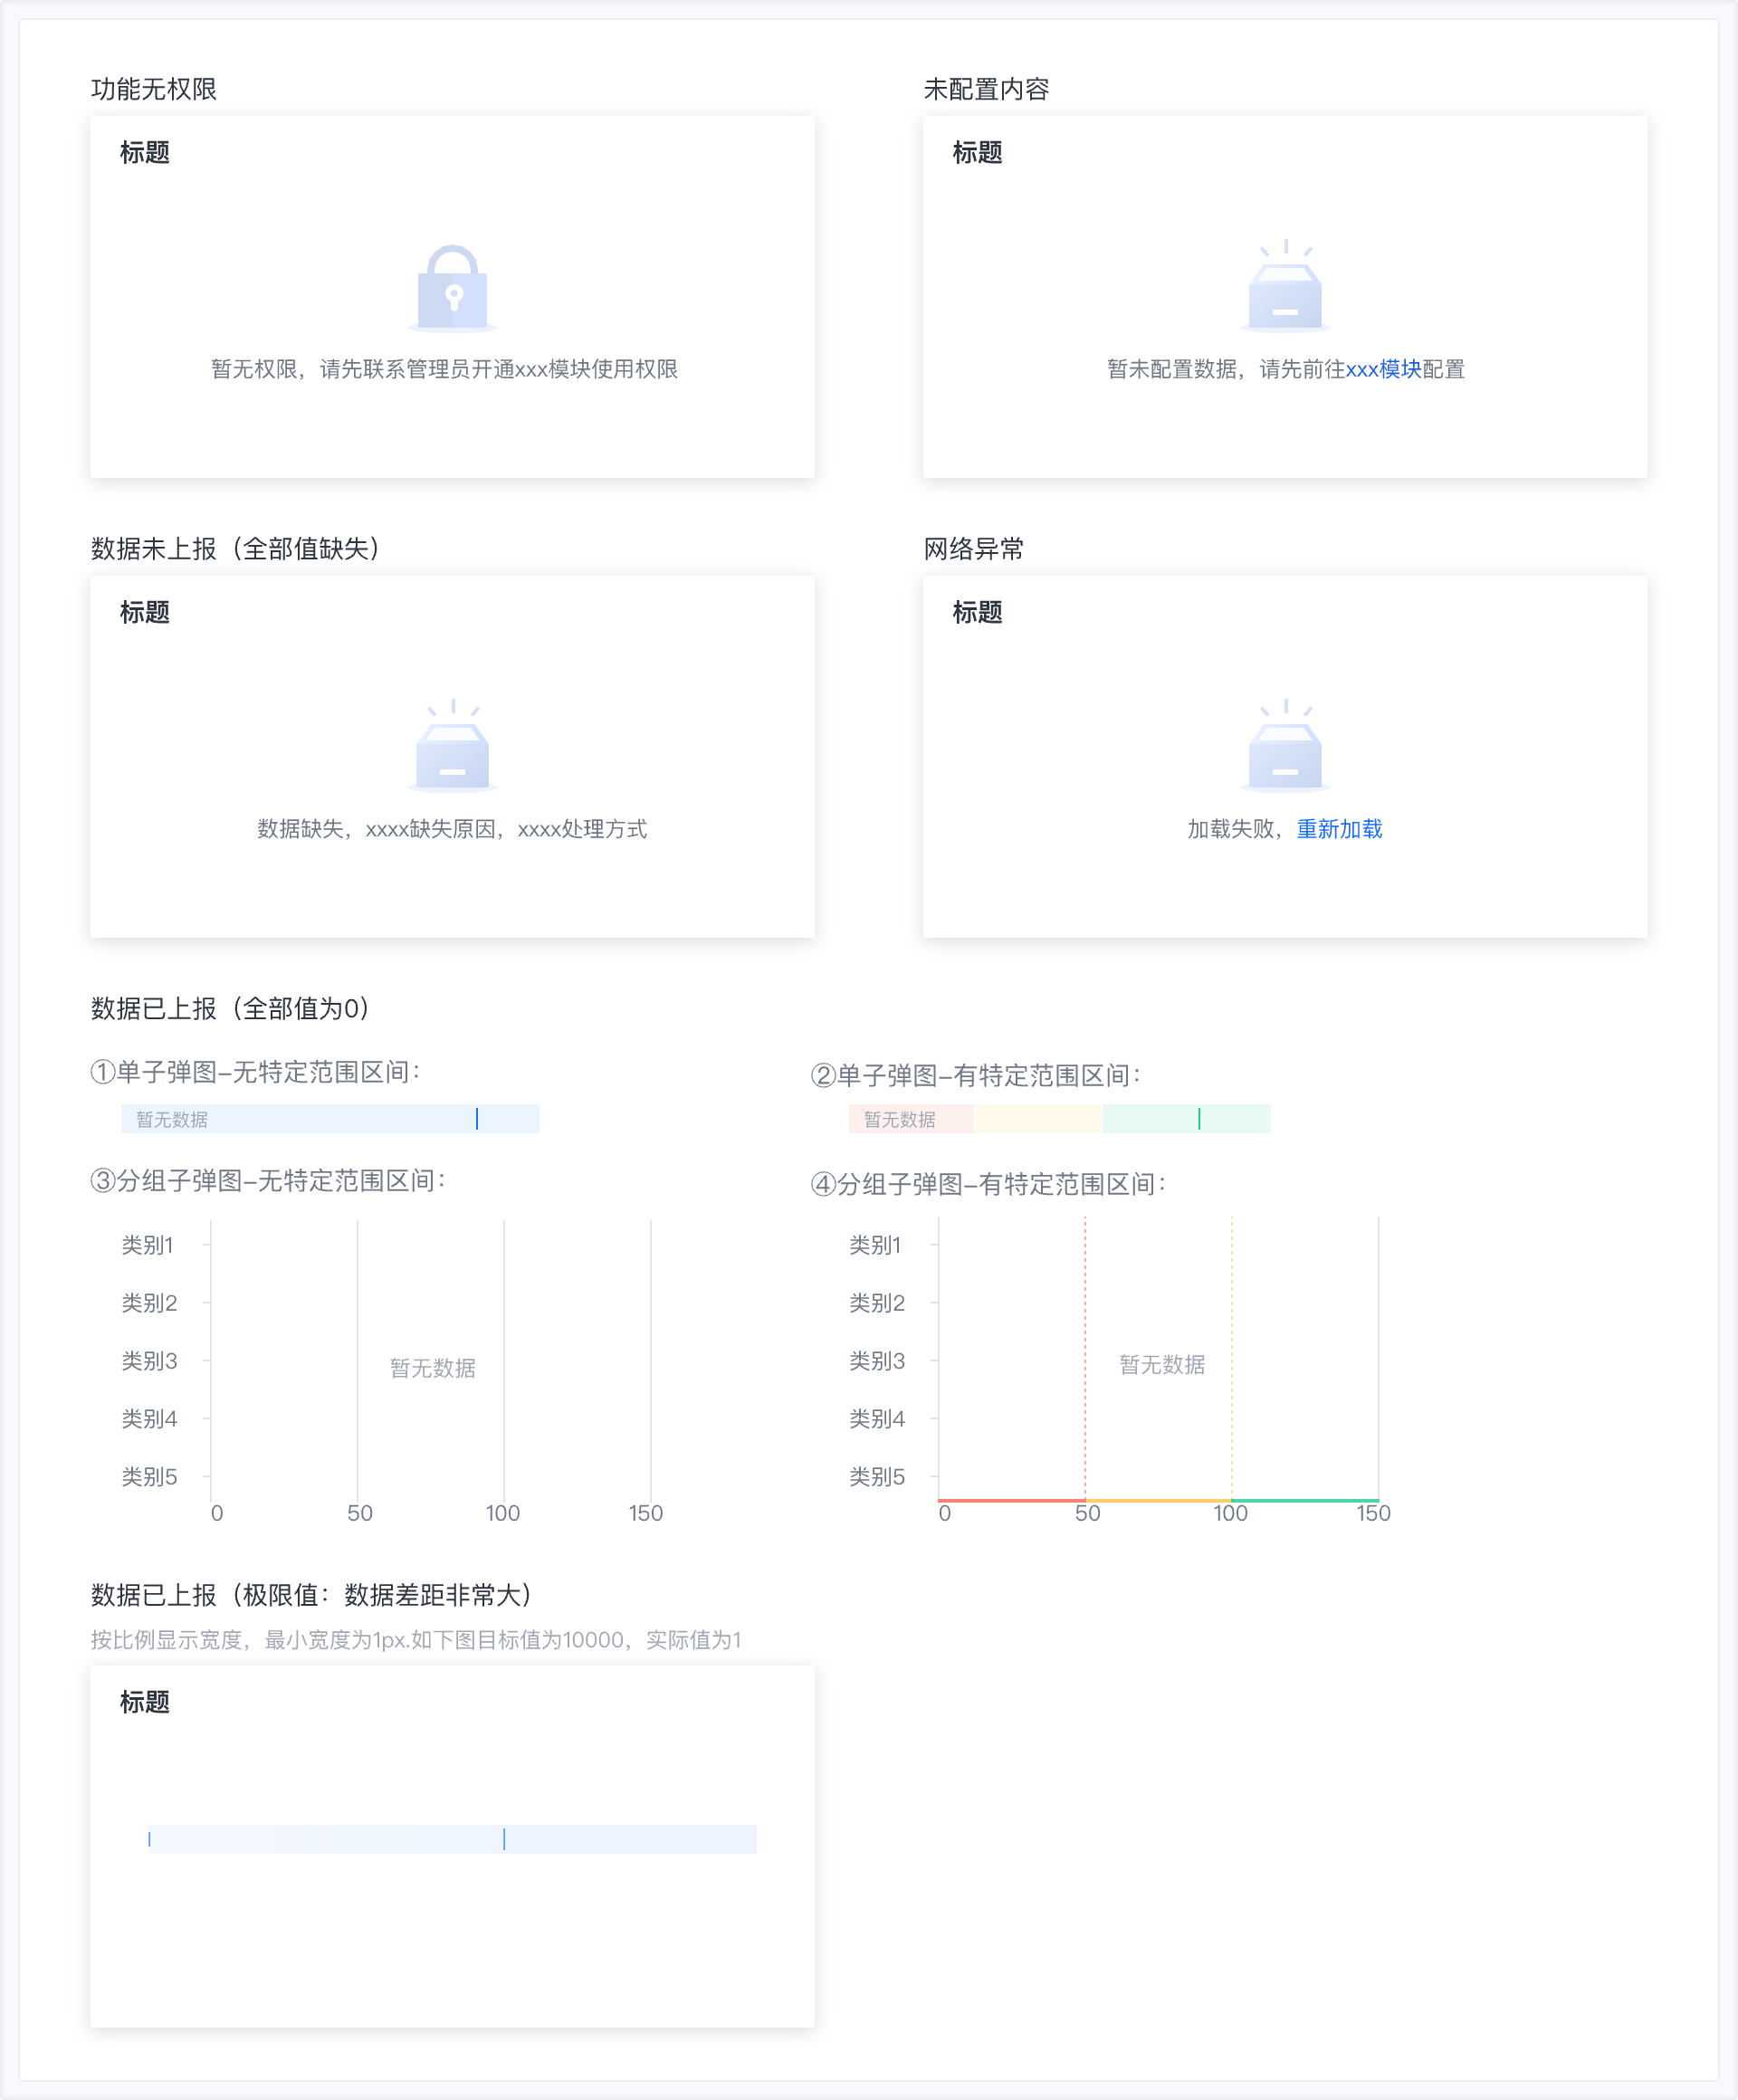 功能无权限
标题
暂无权限，请先联系管理员开通xxx模块使用权限
未配置内容
标题
暂未配置数据，请先前往xxx模块配置
数据未上报（全部值缺失）
标题
数据缺失，xxxx缺失原因，xxxx处理方式
网络异常
标题
加载失败，重新加载
数据已上报（全部值为0）
①单子弹图–无特定范围区间：
暂无数据
②单子弹图–有特定范围区间：
暂无数据
③分组子弹图–无特定范围区间：
类别1
类别2
类别3
类别4
类别5
暂无数据
0 50 100 150
④分组子弹图–有特定范围区间：
类别1
类别2
类别3
类别4
类别5
暂无数据
0 50 100 150
数据已上报（极限值：数据差距非常大）
按比例显示宽度，最小宽度为1px.如下图目标值为10000，实际值为1
标题